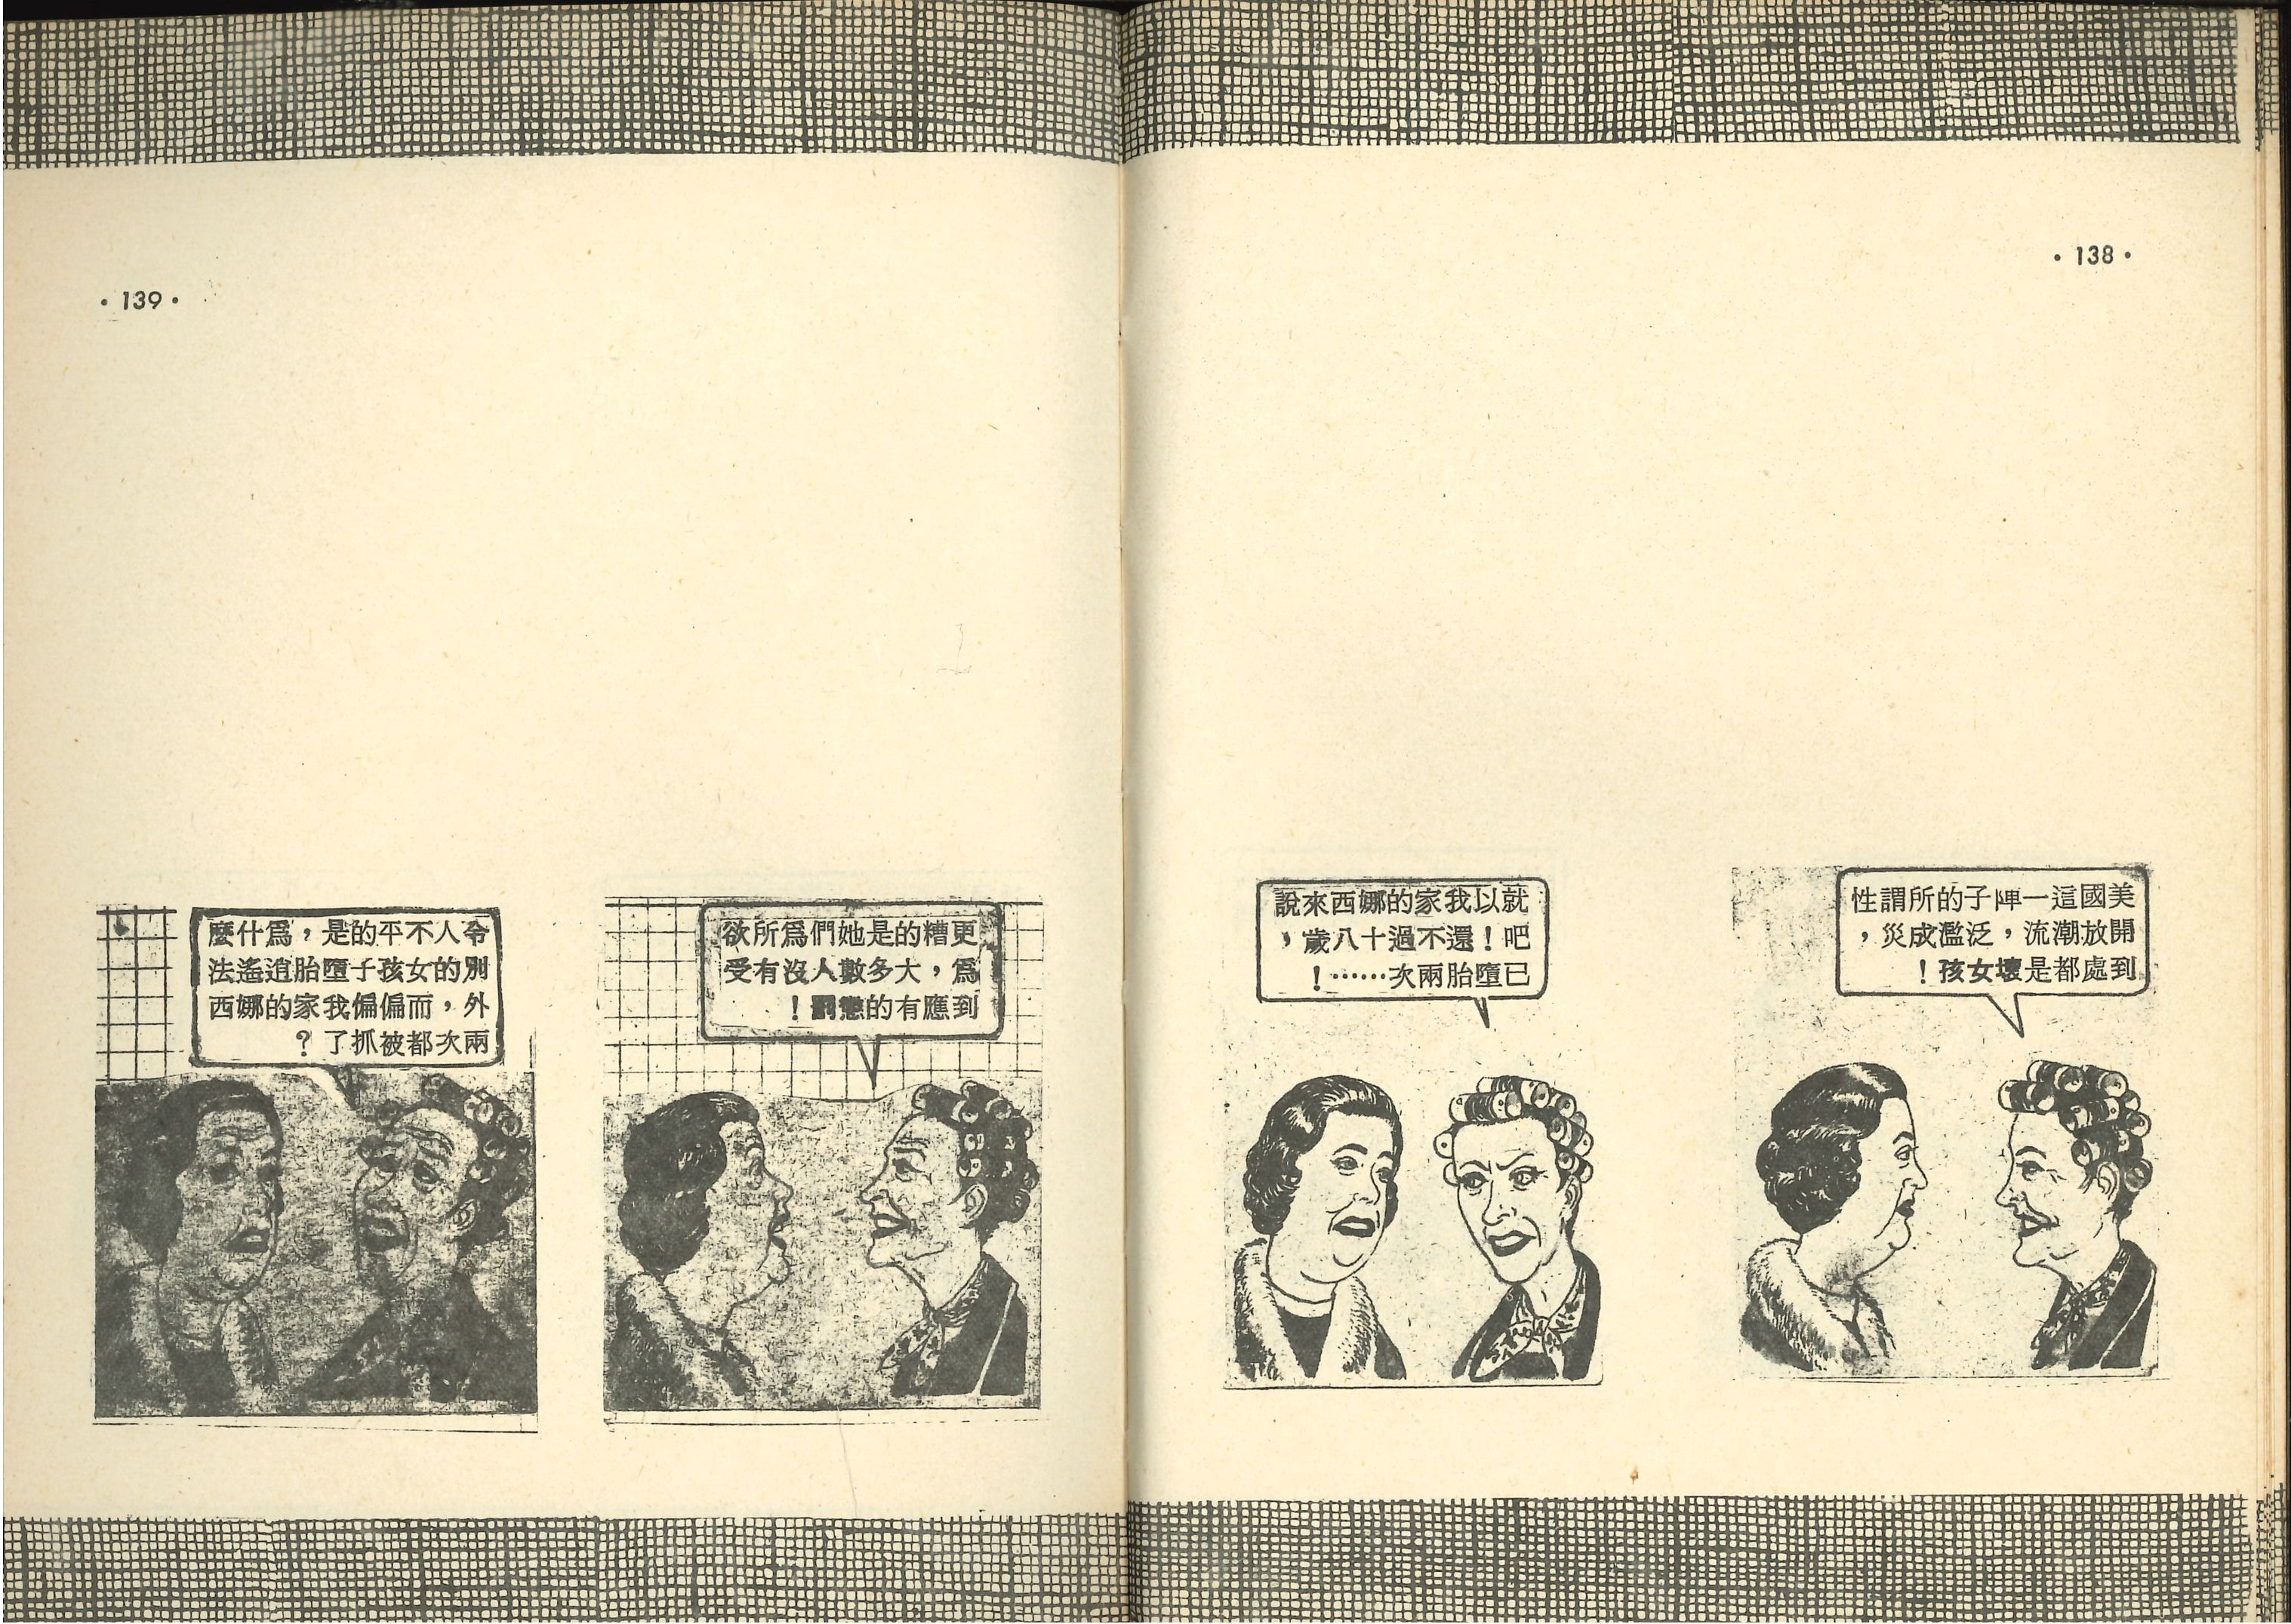 ・138・
美國這一陣子的所謂性
開放潮流，泛濫成災，
到處都是壞女孩！
就以我家的娜西來說
吧！還不過十八歲，
已墮胎兩次……！
・139・
更糟的是她們爲所欲
爲，大多數人沒有受
到應有的懲罰！
令人不平的是，爲什麼
別的女孩子墮胎逍遙法
外，而偏偏我家的娜西
兩次都被抓了？